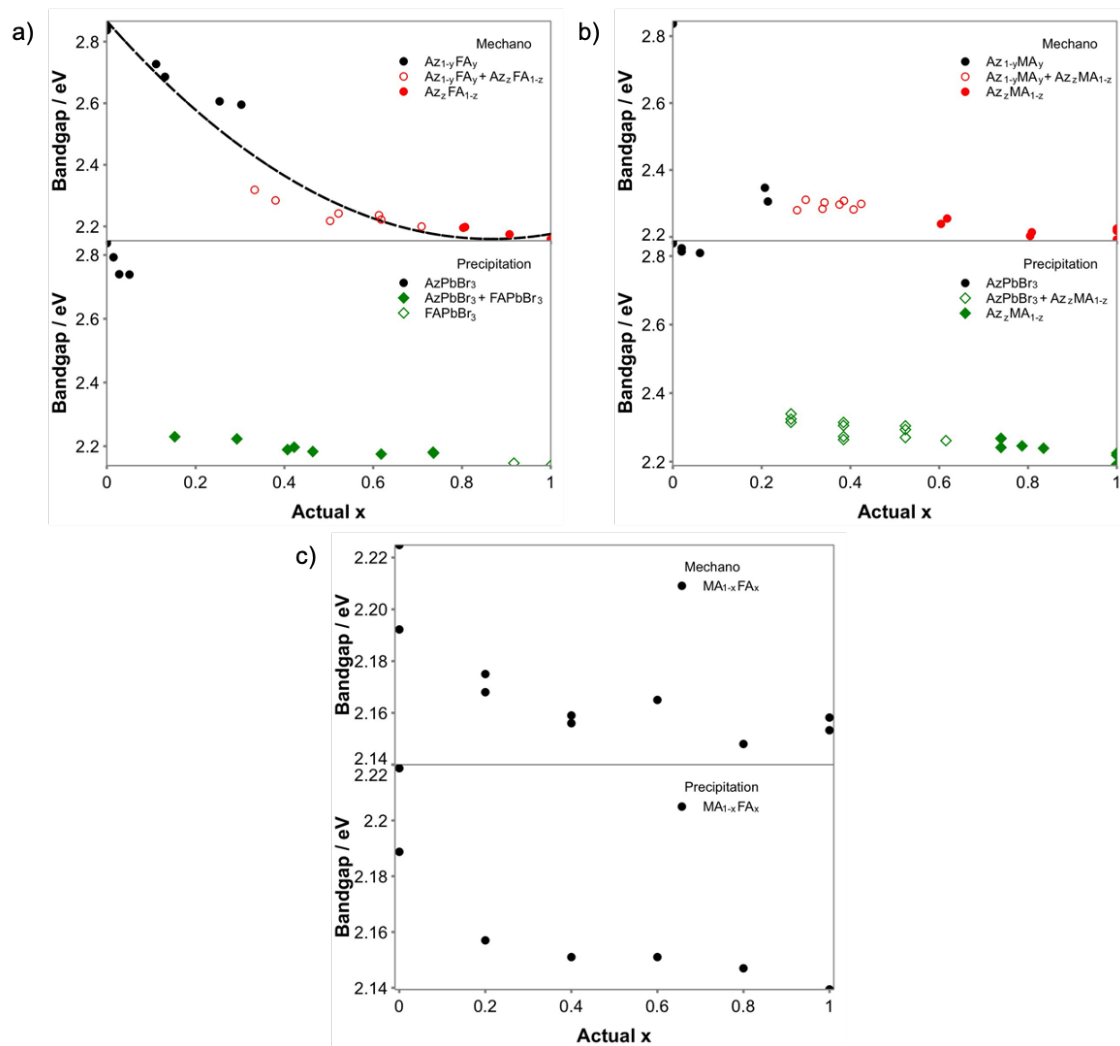 a)
Bandgap / eV
2.8
2.6
2.4
2.2
Mechano
Az₁₋yFAy
Az₁₋yFAy + AzzFA₁₋z
AzzFA₁₋z
Bandgap / eV
2.8
2.6
2.4
2.2
Precipitation
AzPbBr₃
AzPbBr₃ + FAPbBr₃
FAPbBr₃
0 0.2 0.4 0.6 0.8 1
Actual x
b)
Bandgap / eV
2.8
2.6
2.4
2.2
Mechano
Az₁₋yMAy
Az₁₋yMAy + AzzMA₁₋z
AzzMA₁₋z
Bandgap / eV
2.8
2.6
2.4
2.2
Precipitation
AzPbBr₃
AzPbBr₃ + AzzMA₁₋z
AzzMA₁₋z
0 0.2 0.4 0.6 0.8 1
Actual x
c)
Bandgap / eV
2.22
2.20
2.18
2.16
2.14
Mechano
MA₁₋ₓFAₓ
Bandgap / eV
2.22
2.2
2.18
2.16
2.14
Precipitation
MA₁₋ₓFAₓ
0 0.2 0.4 0.6 0.8 1
Actual x